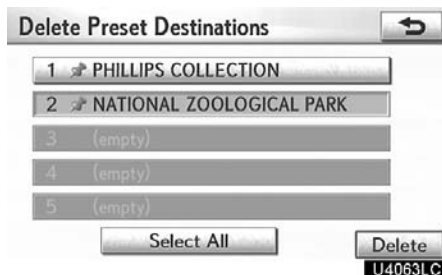 Delete Preset Destinations
1 PHILLIPS COLLECTION
2 NATIONAL ZOOLOGICAL PARK
3 (empty)
4 (empty)
5 (empty)
Select All
Delete
U4063LC